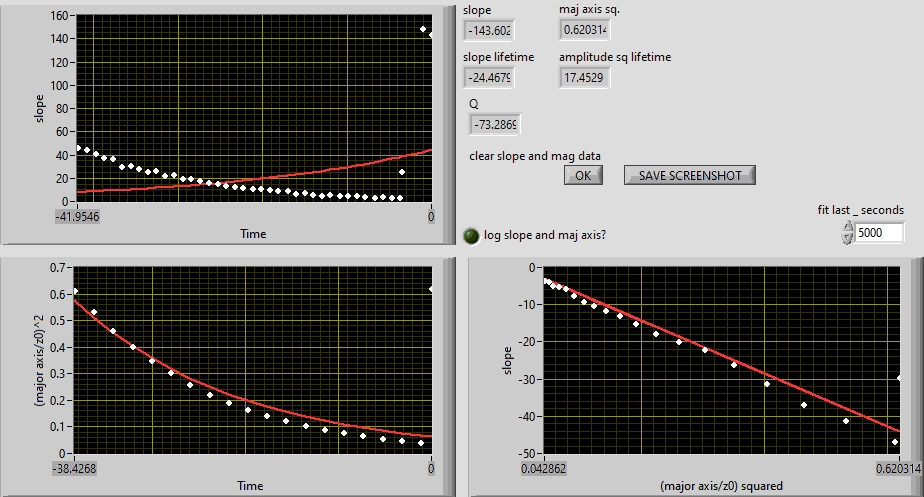 slope
-143.602
maj axis sq.
0.620314
slope lifetime
-24.4679
amplitude sq lifetime
17.4529
Q
-73.2869
clear slope and mag data
OK
SAVE SCREENSHOT
log slope and maj axis?
fit last _ seconds
5000
160
140
120
100
80
60
40
20
0
slope
-41.9546
0
Time
0.7
0.6
0.5
0.4
0.3
0.2
0.1
0
(major axis/z0)^2
-38.4268
0
Time
0
-10
-20
-30
-40
-50
slope
0.042862
0.620314
(major axis/z0) squared